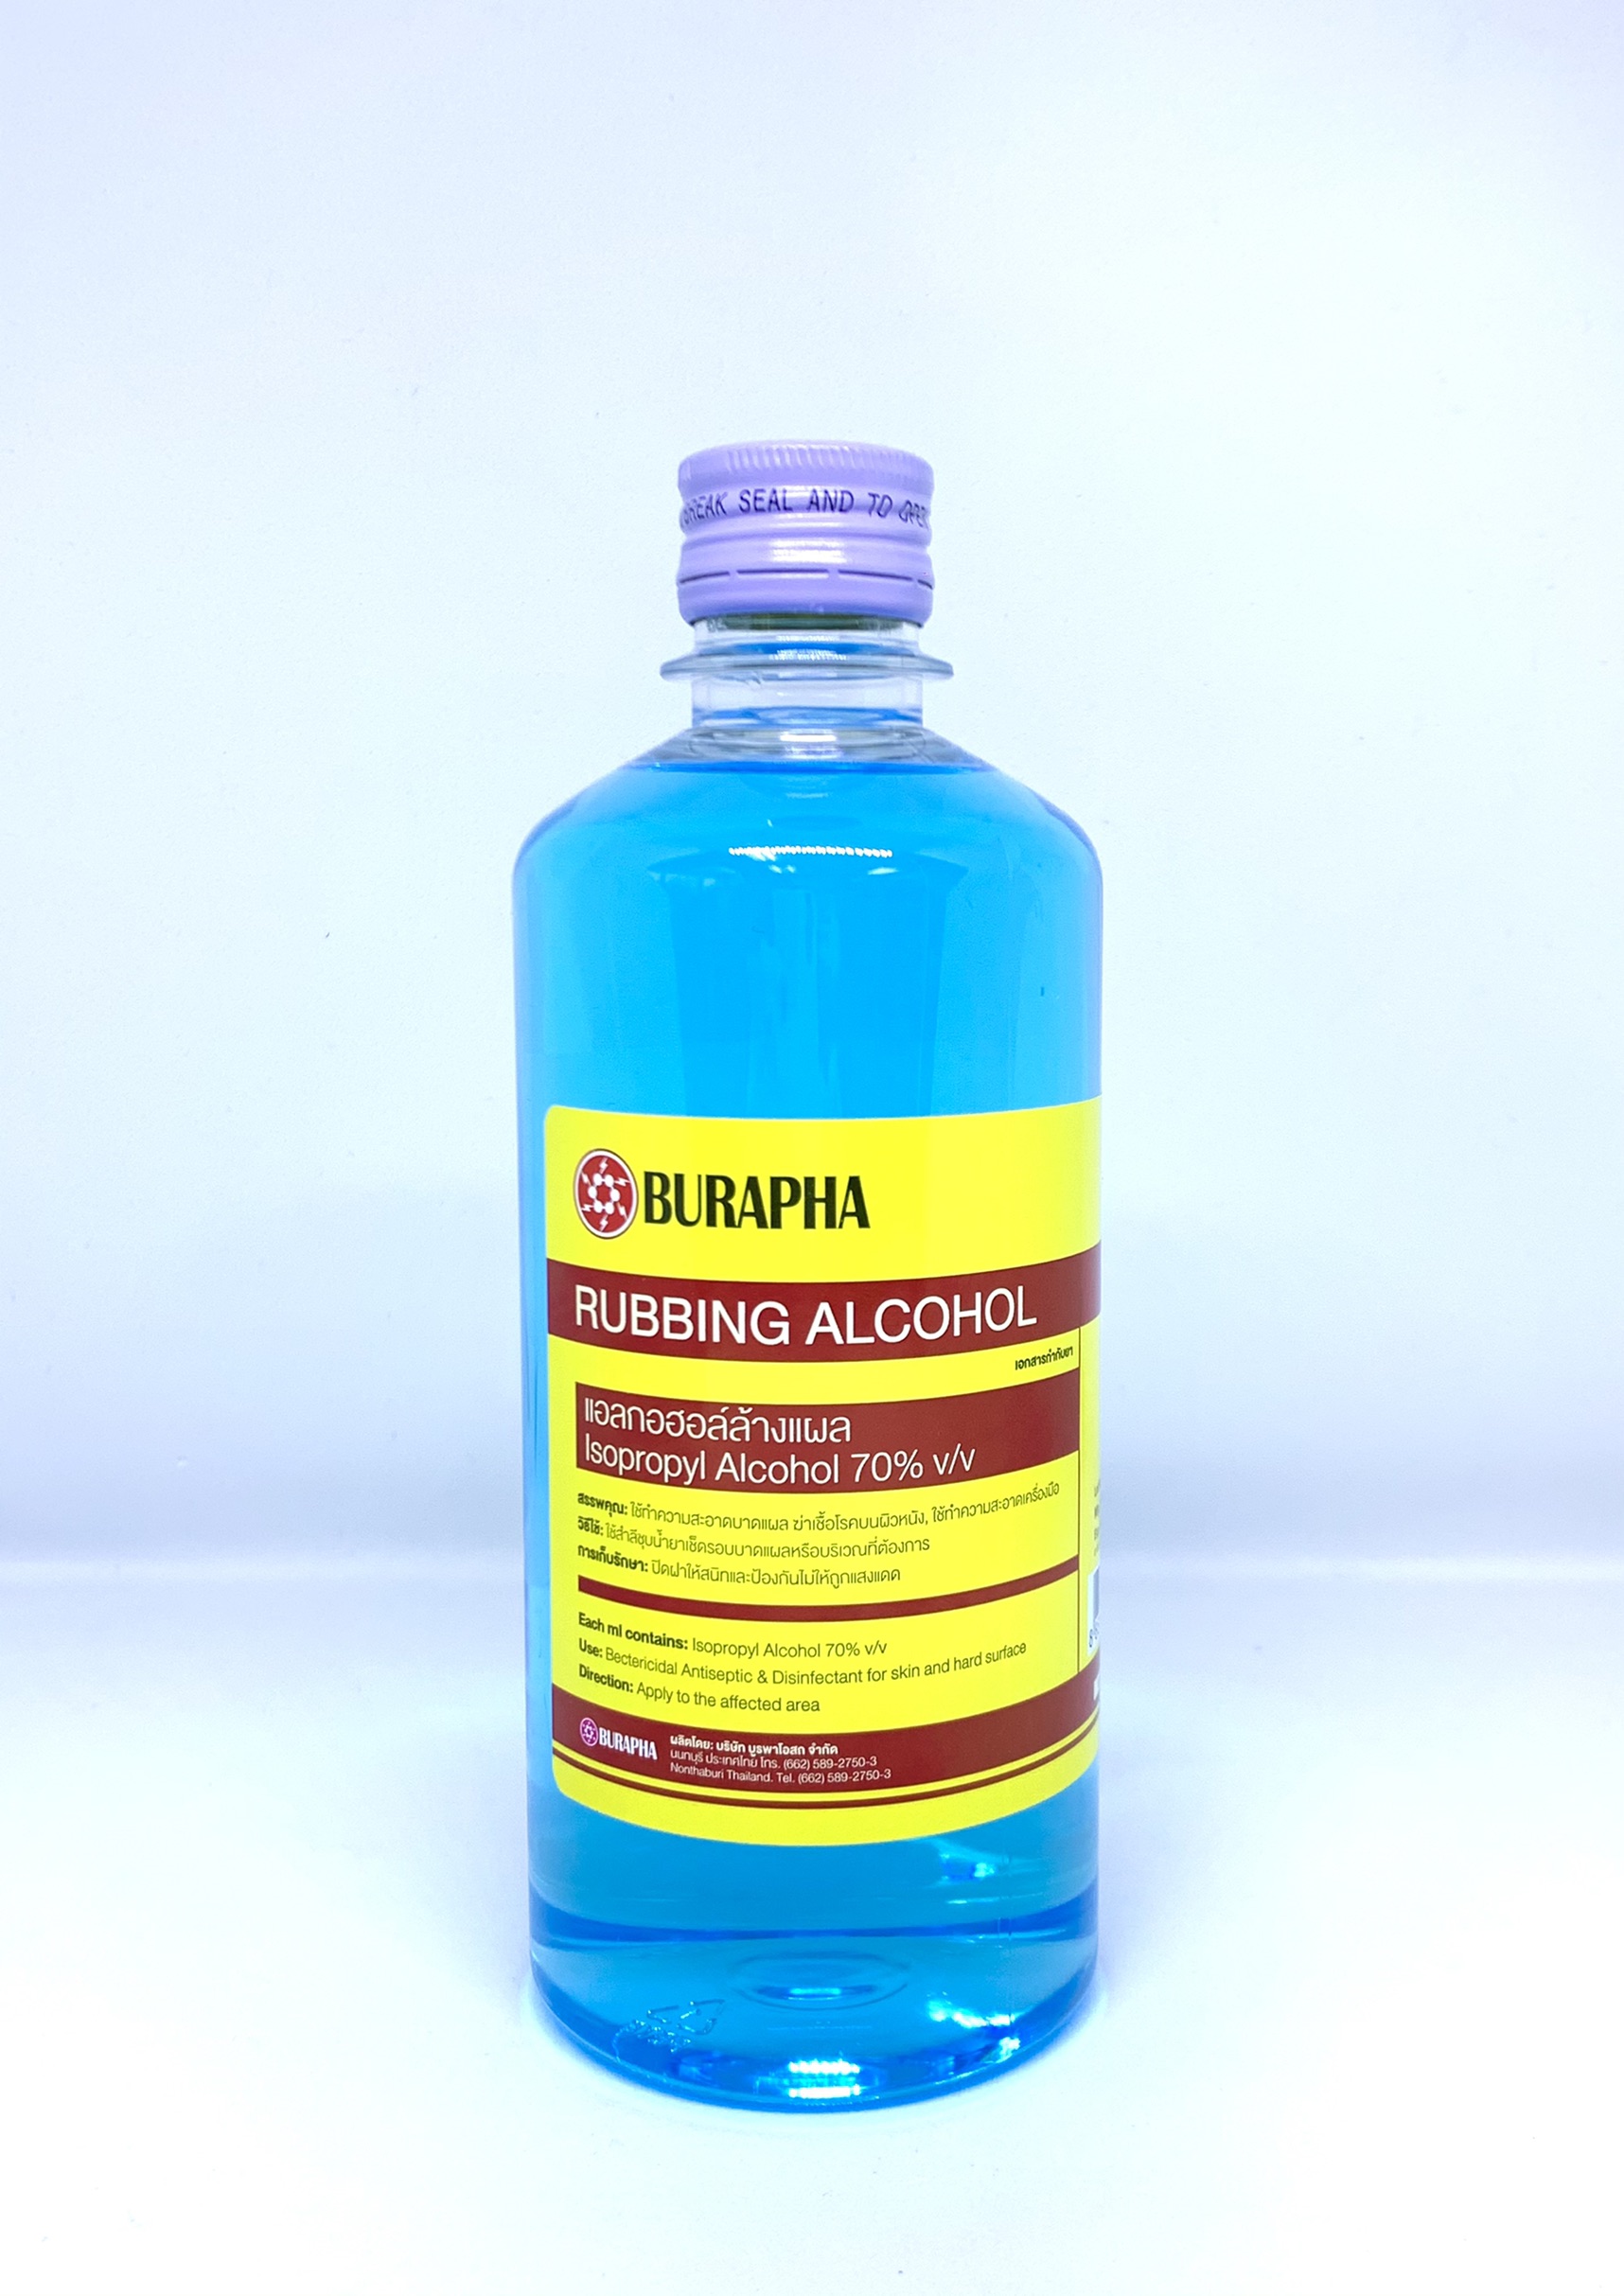 BREAK SEAL AND TO OPEN
BURAPHA
RUBBING ALCOHOL
เอกสารกำกับยา
แอลกอฮอล์ล้างแผล
Isopropyl Alcohol 70% v/v
สรรพคุณ: ใช้ทำความสะอาดบาดแผล ฆ่าเชื้อโรคบนผิวหนัง, ใช้ทำความสะอาดเครื่องมือ
วิธีใช้: ใช้สำลีชุบน้ำยาเช็ดรอบบาดแผลหรือบริเวณที่ต้องการ
การเก็บรักษา: ปิดฝาให้สนิทและป้องกันไม่ให้ถูกแสงแดด
Each ml contains: Isopropyl Alcohol 70% v/v
Use: Bectericidal Antiseptic & Disinfectant for skin and hard surface
Direction: Apply to the affected area
BURAPHA
ผลิตโดย: บริษัท บูรพาโอสถ จำกัด
นนทบุรี ประเทศไทย โทร. (662) 589-2750-3
Nonthaburi Thailand. Tel. (662) 589-2750-3